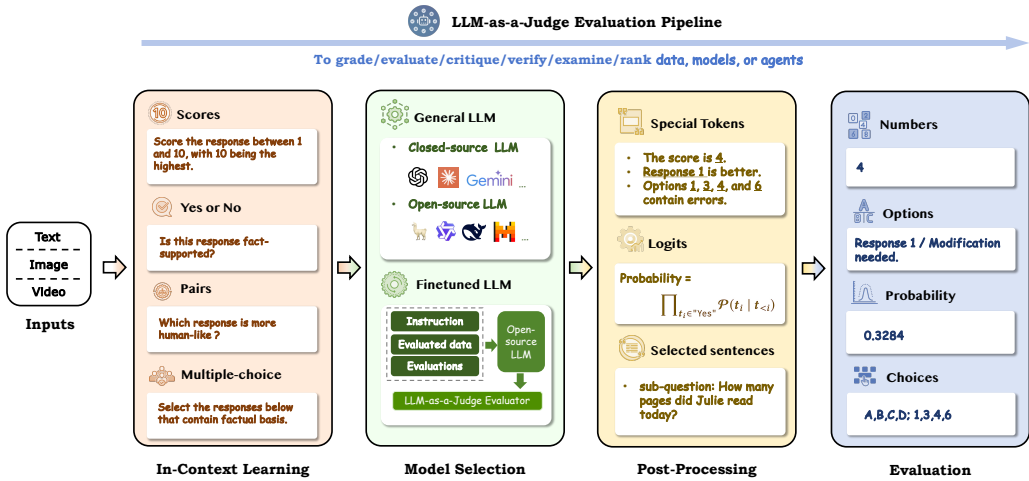 LLM-as-a-Judge Evaluation Pipeline
To grade/evaluate/critique/verify/examine/rank data, models, or agents
Text
Image
Video
Inputs
10
Scores
Score the response between 1
and 10, with 10 being the
highest.
Yes or No
Is this response fact-
supported?
Pairs
Which response is more
human-like ?
Multiple-choice
Select the responses below
that contain factual basis.
In-Context Learning
General LLM
• Closed-source LLM
Gemini ...
• Open-source LLM
...
Finetuned LLM
Instruction
Evaluated data
Evaluations
Open-
source
LLM
LLM-as-a-Judge Evaluator
Model Selection
Special Tokens
• The score is 4.
• Response 1 is better.
• Options 1, 3, 4, and 6
contain errors.
Logits
Probability =
∏ t_i∈"Yes" P(t_i | t_<i)
Selected sentences
• sub-question: How many
pages did Julie read
today?
Post-Processing
Numbers
4
A
B C
Options
Response 1 / Modification
needed.
Probability
0.3284
Choices
A,B,C,D; 1,3,4,6
Evaluation